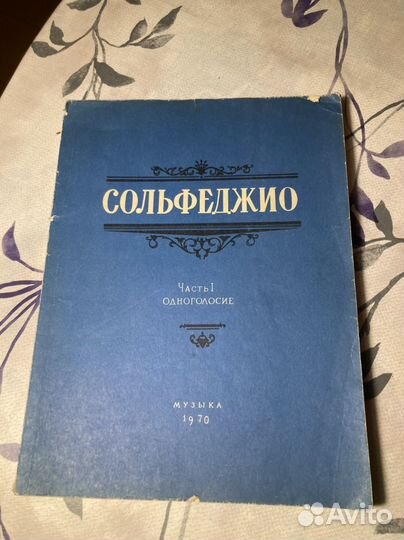 СОЛЬФЕДЖИО
Часть I
ОДНОГОЛОСИЕ
МУЗЫКА
1970
Avito